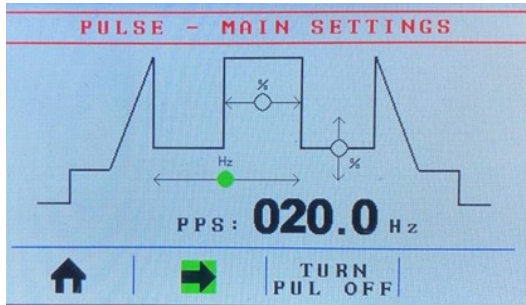 PULSE - MAIN SETTINGS
%
%
Hz
PPS: 020.0 Hz
TURN
PUL OFF